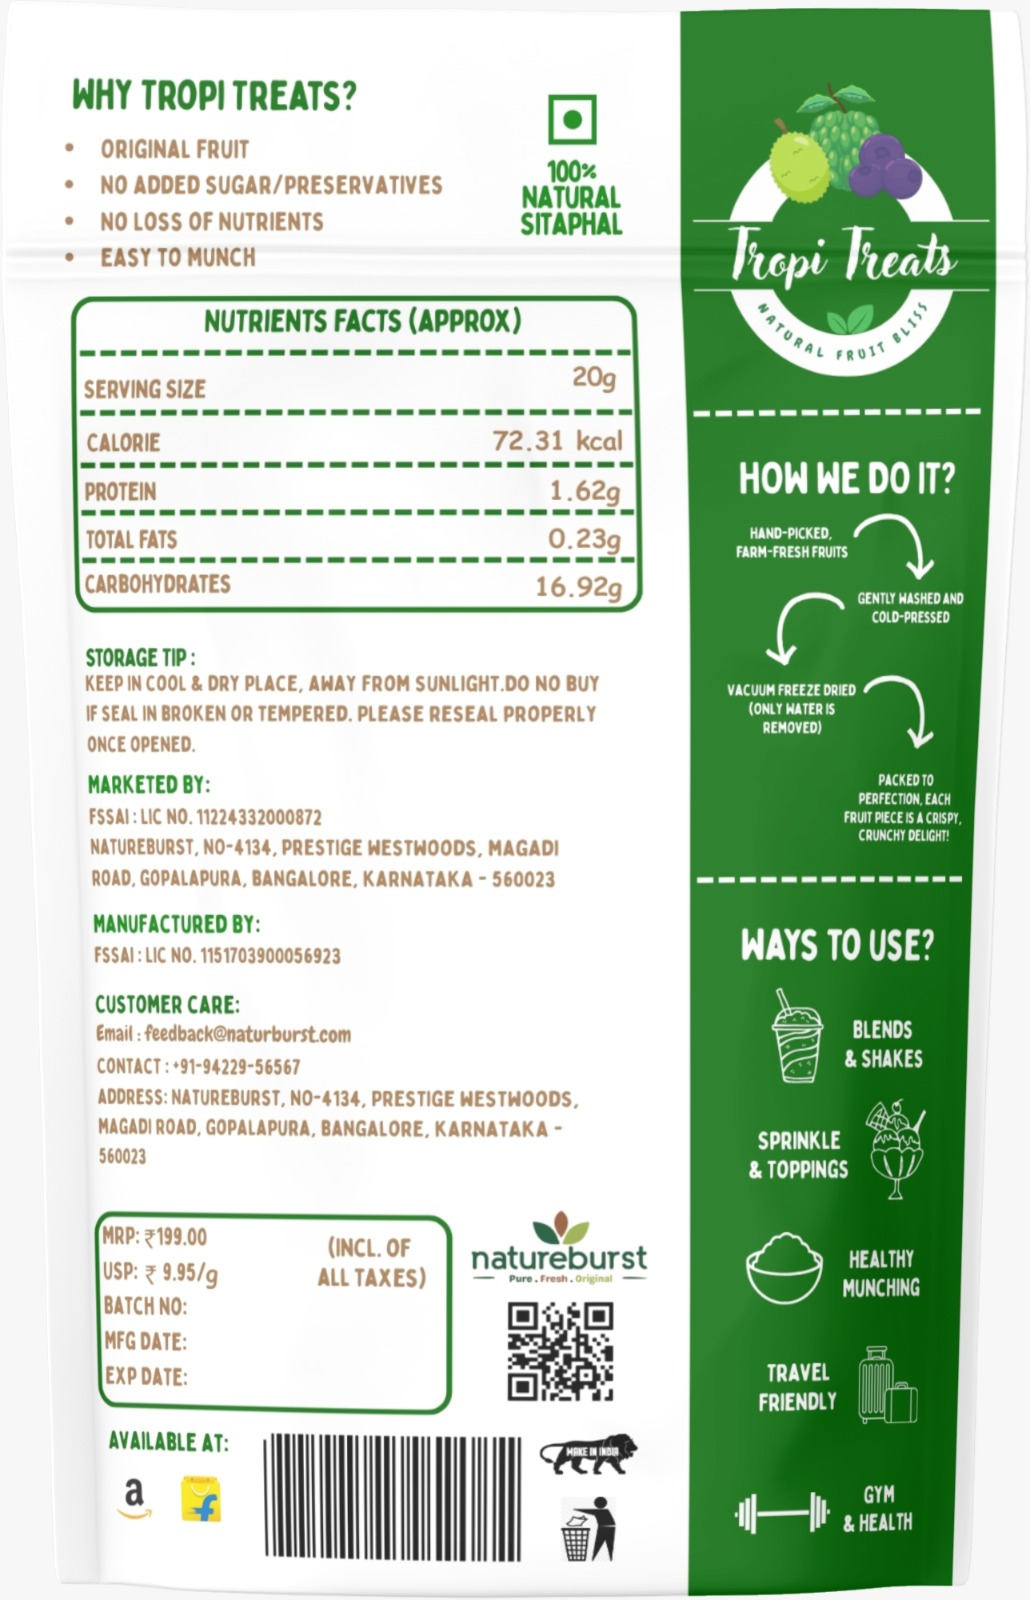 WHY TROPI TREATS?
• ORIGINAL FRUIT
• NO ADDED SUGAR/PRESERVATIVES
• NO LOSS OF NUTRIENTS
• EASY TO MUNCH
100%
NATURAL
SITAPHAL
NUTRIENTS FACTS (APPROX)
SERVING SIZE 20g
CALORIE 72.31 kcal
PROTEIN 1.62g
TOTAL FATS 0.23g
CARBOHYDRATES 16.92g
STORAGE TIP :
KEEP IN COOL & DRY PLACE, AWAY FROM SUNLIGHT.DO NO BUY
IF SEAL IN BROKEN OR TEMPERED. PLEASE RESEAL PROPERLY
ONCE OPENED.
MARKETED BY:
FSSAI : LIC NO. 11224332000872
NATUREBURST, NO-4134, PRESTIGE WESTWOODS, MAGADI
ROAD, GOPALAPURA, BANGALORE, KARNATAKA - 560023
MANUFACTURED BY:
FSSAI : LIC NO. 1151703900056923
CUSTOMER CARE:
Email : feedback@naturburst.com
CONTACT : +91-94229-56567
ADDRESS: NATUREBURST, NO-4134, PRESTIGE WESTWOODS,
MAGADI ROAD, GOPALAPURA, BANGALORE, KARNATAKA -
560023
MRP: ₹199.00
USP: ₹ 9.95/g
(INCL. OF
ALL TAXES)
BATCH NO:
MFG DATE:
EXP DATE:
natureburst
Pure . Fresh . Original
AVAILABLE AT:
a
f
MAKE IN INDIA
Tropi Treats
NATURAL FRUIT BLISS
HOW WE DO IT?
HAND-PICKED,
FARM-FRESH FRUITS
GENTLY WASHED AND
COLD-PRESSED
VACUUM FREEZE DRIED
(ONLY WATER IS
REMOVED)
PACKED TO
PERFECTION, EACH
FRUIT PIECE IS A CRISPY,
CRUNCHY DELIGHT!
WAYS TO USE?
BLENDS
& SHAKES
SPRINKLE
& TOPPINGS
HEALTHY
MUNCHING
TRAVEL
FRIENDLY
GYM
& HEALTH